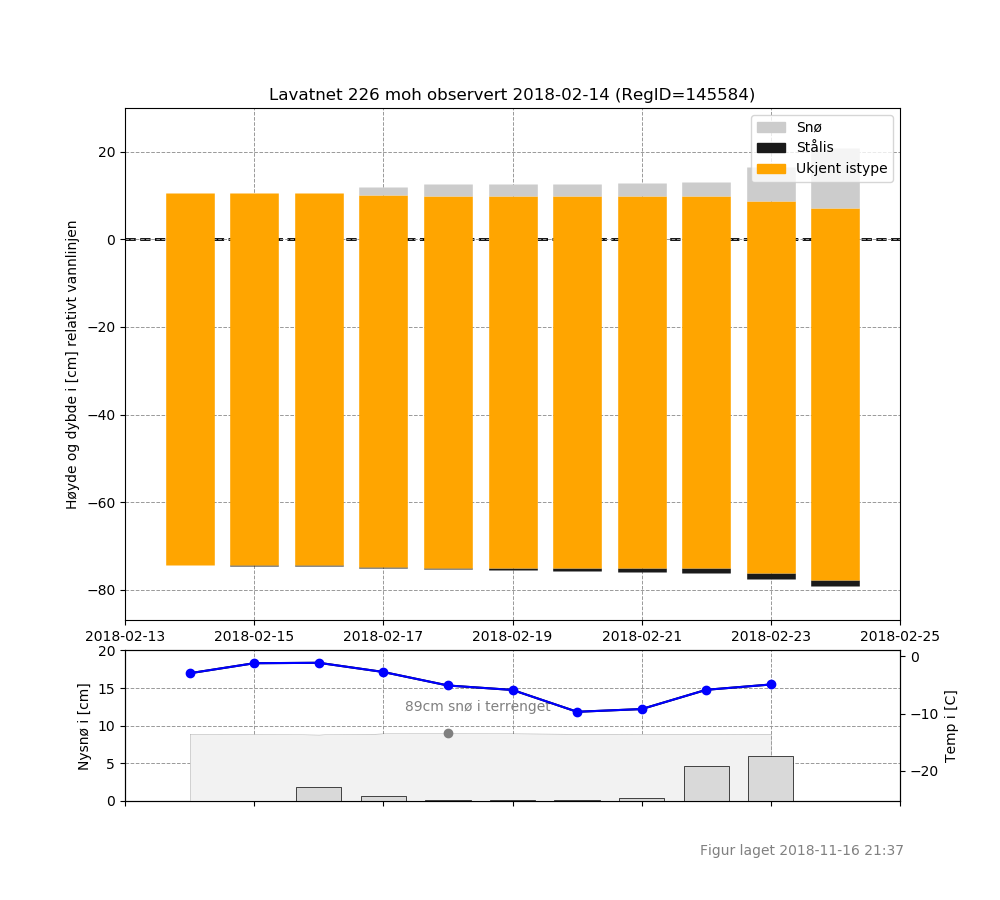 Lavatnet 226 moh observert 2018-02-14 (RegID=145584)
Snø
Stålis
Ukjent istype
Høyde og dybde i [cm] relativt vannlinjen
20
0
−20
−40
−60
−80
2018-02-13 2018-02-15 2018-02-17 2018-02-19 2018-02-21 2018-02-23 2018-02-25
Nysnø i [cm]
20
15
10
5
0
89cm snø i terrenget
0
−10
−20
Temp i [C]
Figur laget 2018-11-16 21:37